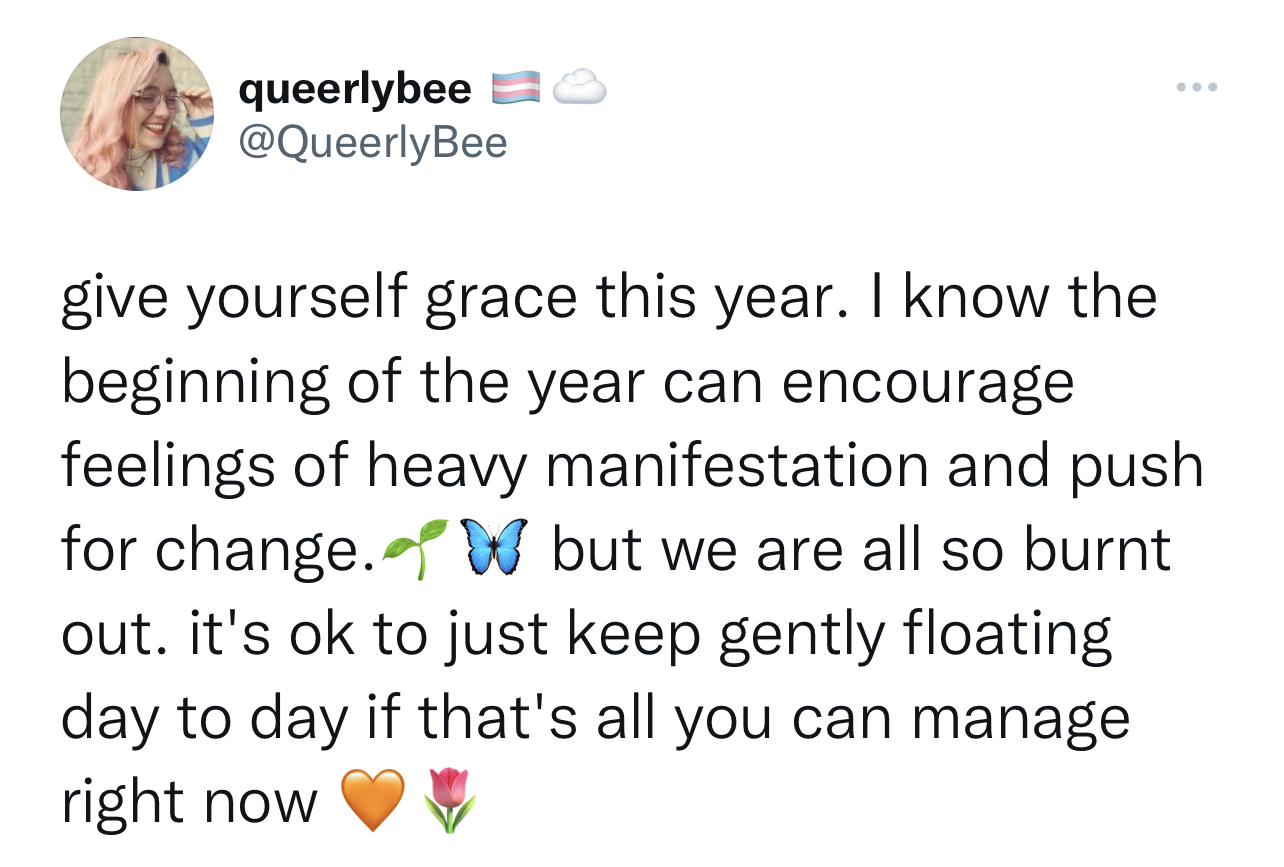 queerlybee 🏳️‍⚧️ ☁️
@QueerlyBee
give yourself grace this year. I know the
beginning of the year can encourage
feelings of heavy manifestation and push
for change.🌱🦋 but we are all so burnt
out. it's ok to just keep gently floating
day to day if that's all you can manage
right now 🧡🌷